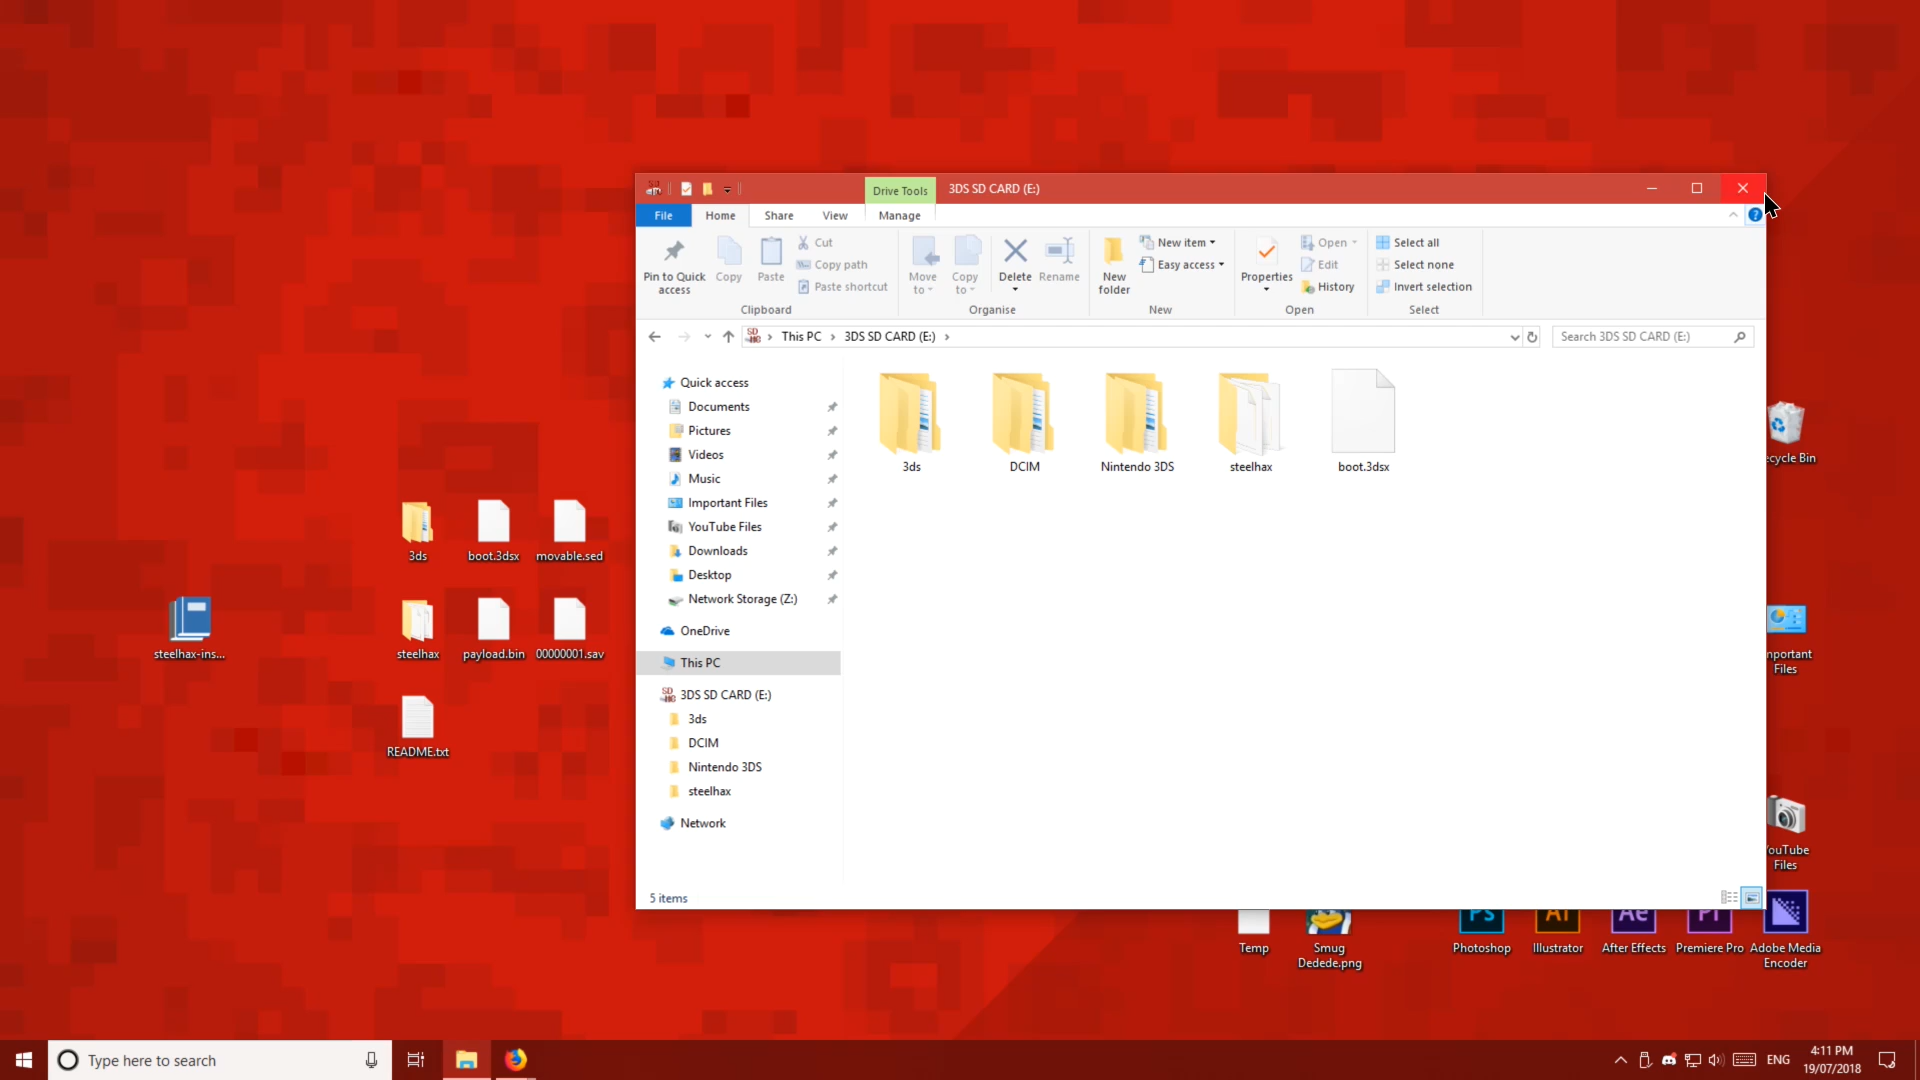 Drive Tools
3DS SD CARD (E:)
File
Home
Share
View
Manage
?
Pin to Quick
access
Copy
Paste
Cut
Copy path
Paste shortcut
Clipboard
Move
to
Copy
to
Delete
Rename
Organise
New
folder
New item
Easy access
New
Properties
Open
Edit
History
Open
Select all
Select none
Invert selection
Select
This PC
3DS SD CARD (E:)
Search 3DS SD CARD (E:)
Quick access
Documents
Pictures
Videos
Music
Important Files
YouTube Files
Downloads
Desktop
Network Storage (Z:)
OneDrive
This PC
3DS SD CARD (E:)
3ds
DCIM
Nintendo 3DS
steelhax
Network
3ds
DCIM
Nintendo 3DS
steelhax
boot.3dsx
5 items
steelhax-ins...
3ds
boot.3dsx
movable.sed
steelhax
payload.bin
00000001.sav
README.txt
ecycle Bin
mportant
Files
YouTube
Files
Temp
Smug
Dedede.png
Ps
Photoshop
Ai
Illustrator
Ae
After Effects
Pr
Premiere Pro
Adobe Media
Encoder
Type here to search
ENG
4:11 PM
19/07/2018